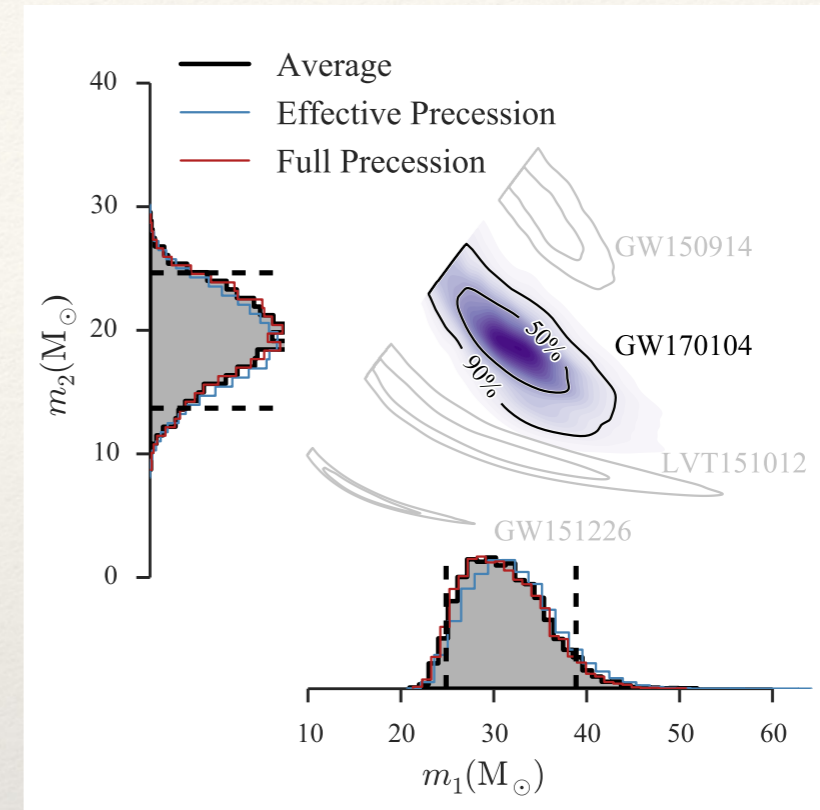 Average
Effective Precession
Full Precession
40
30
20
10
0
m₂(M☉)
GW150914
GW170104
50%
90%
LVT151012
GW151226
10 20 30 40 50 60
m₁(M☉)